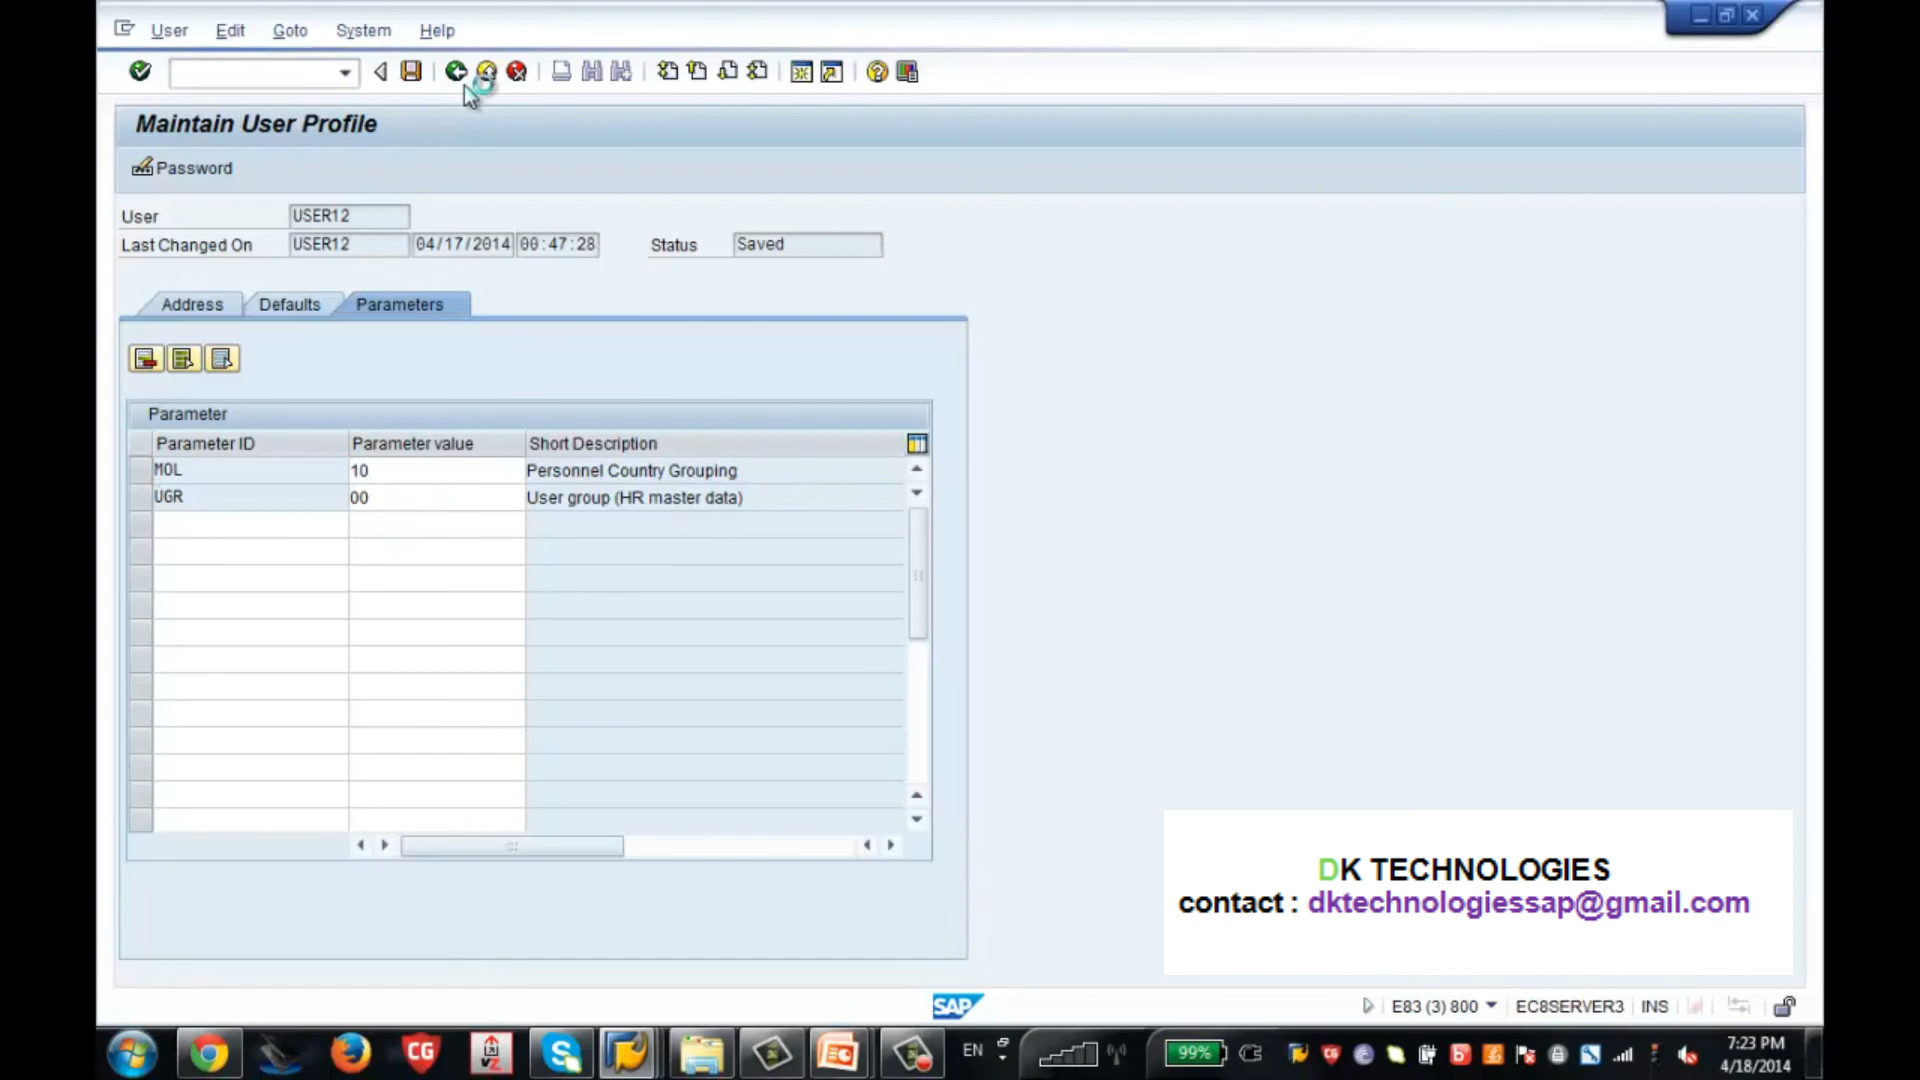 User Edit Goto System Help
Maintain User Profile
Password
User USER12
Last Changed On USER12 04/17/2014 00:47:28 Status Saved
Address Defaults Parameters
Parameter
Parameter ID Parameter value Short Description
MOL 10 Personnel Country Grouping
UGR 00 User group (HR master data)
DK TECHNOLOGIES
contact : dktechnologiessap@gmail.com
SAP E83 (3) 800 EC8SERVER3 INS
EN 99% 7:23 PM
4/18/2014